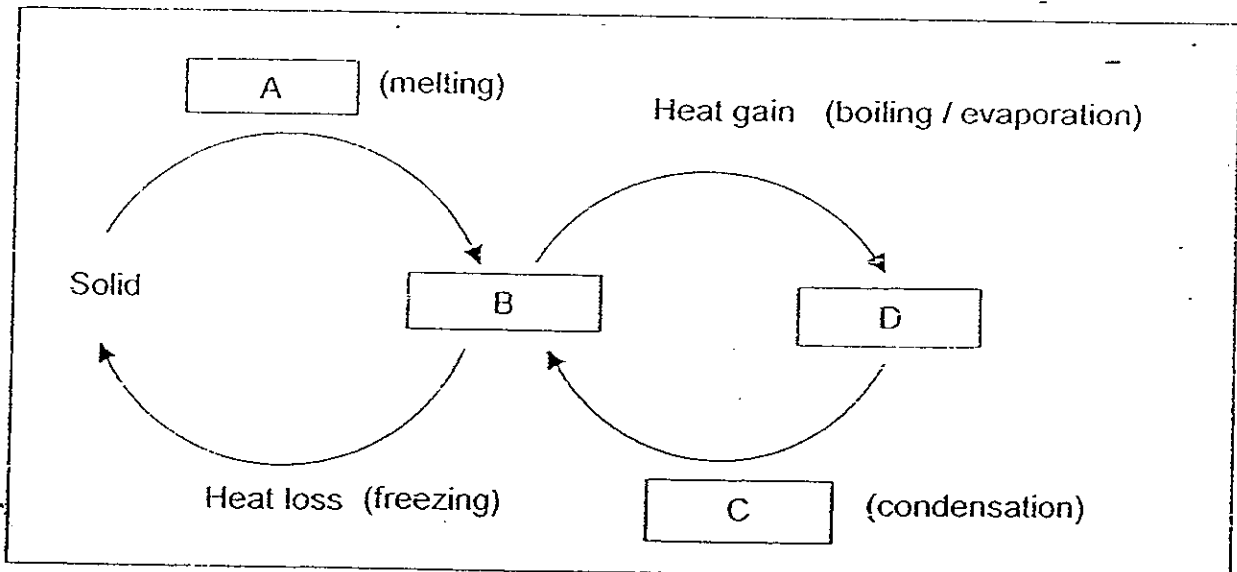 A (melting)
Heat gain (boiling / evaporation)
Solid
B
D
Heat loss (freezing)
C (condensation)